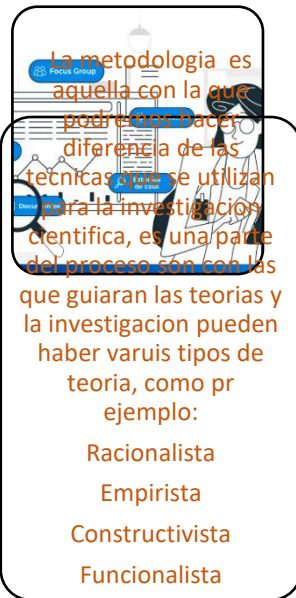 Focus Group
La metodologia es
aquella con la que
podremos hacer
diferencia de las
tecnicas que se utilizan
para la investigacion
cientifica, es una parte
del proceso son con las
que guiaran las teorias y
la investigacion pueden
haber varuis tipos de
teoria, como pr
ejemplo:
Racionalista
Empirista
Constructivista
Funcionalista